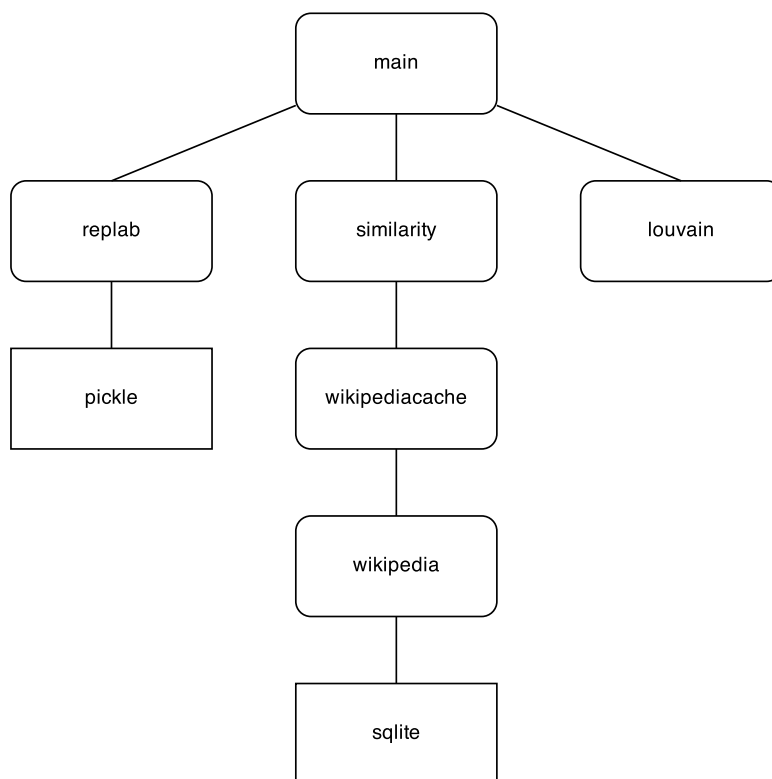 main
replab
similarity
louvain
pickle
wikipediacache
wikipedia
sqlite